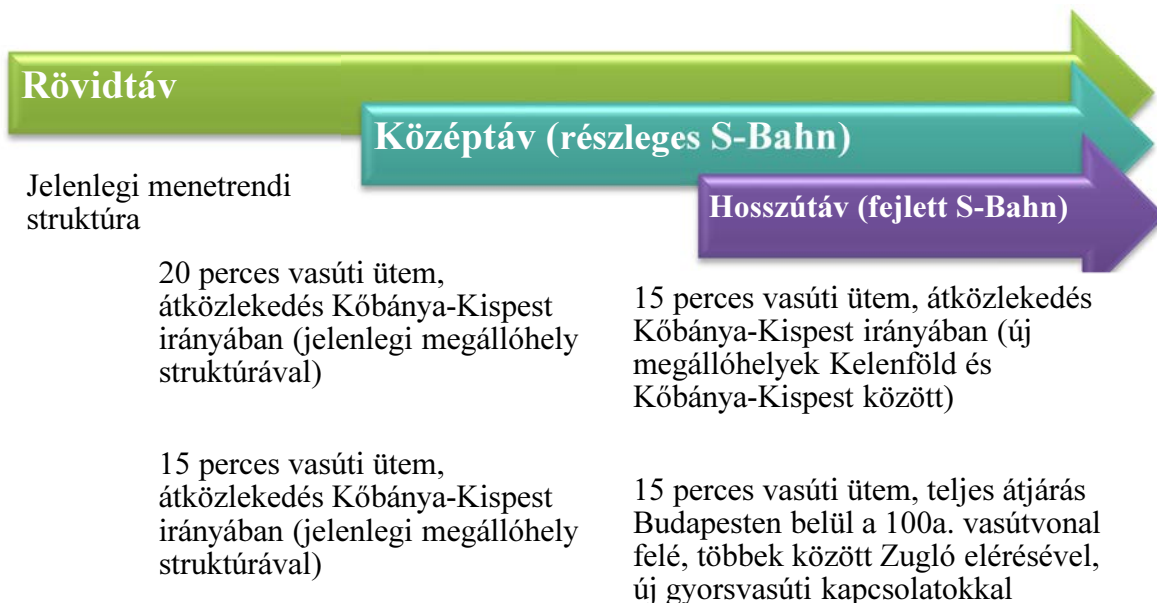 Rövidtáv
Középtáv (részleges S-Bahn)
Hosszútáv (fejlett S-Bahn)
Jelenlegi menetrendi
struktúra
20 perces vasúti ütem,
átközlekedés Kőbánya-Kispest
irányában (jelenlegi megállóhely
struktúrával)
15 perces vasúti ütem,
átközlekedés Kőbánya-Kispest
irányában (jelenlegi megállóhely
struktúrával)
15 perces vasúti ütem, átközlekedés
Kőbánya-Kispest irányában (új
megállóhelyek Kelenföld és
Kőbánya-Kispest között)
15 perces vasúti ütem, teljes átjárás
Budapesten belül a 100a. vasútvonal
felé, többek között Zugló elérésével,
új gyorsvasúti kapcsolatokkal